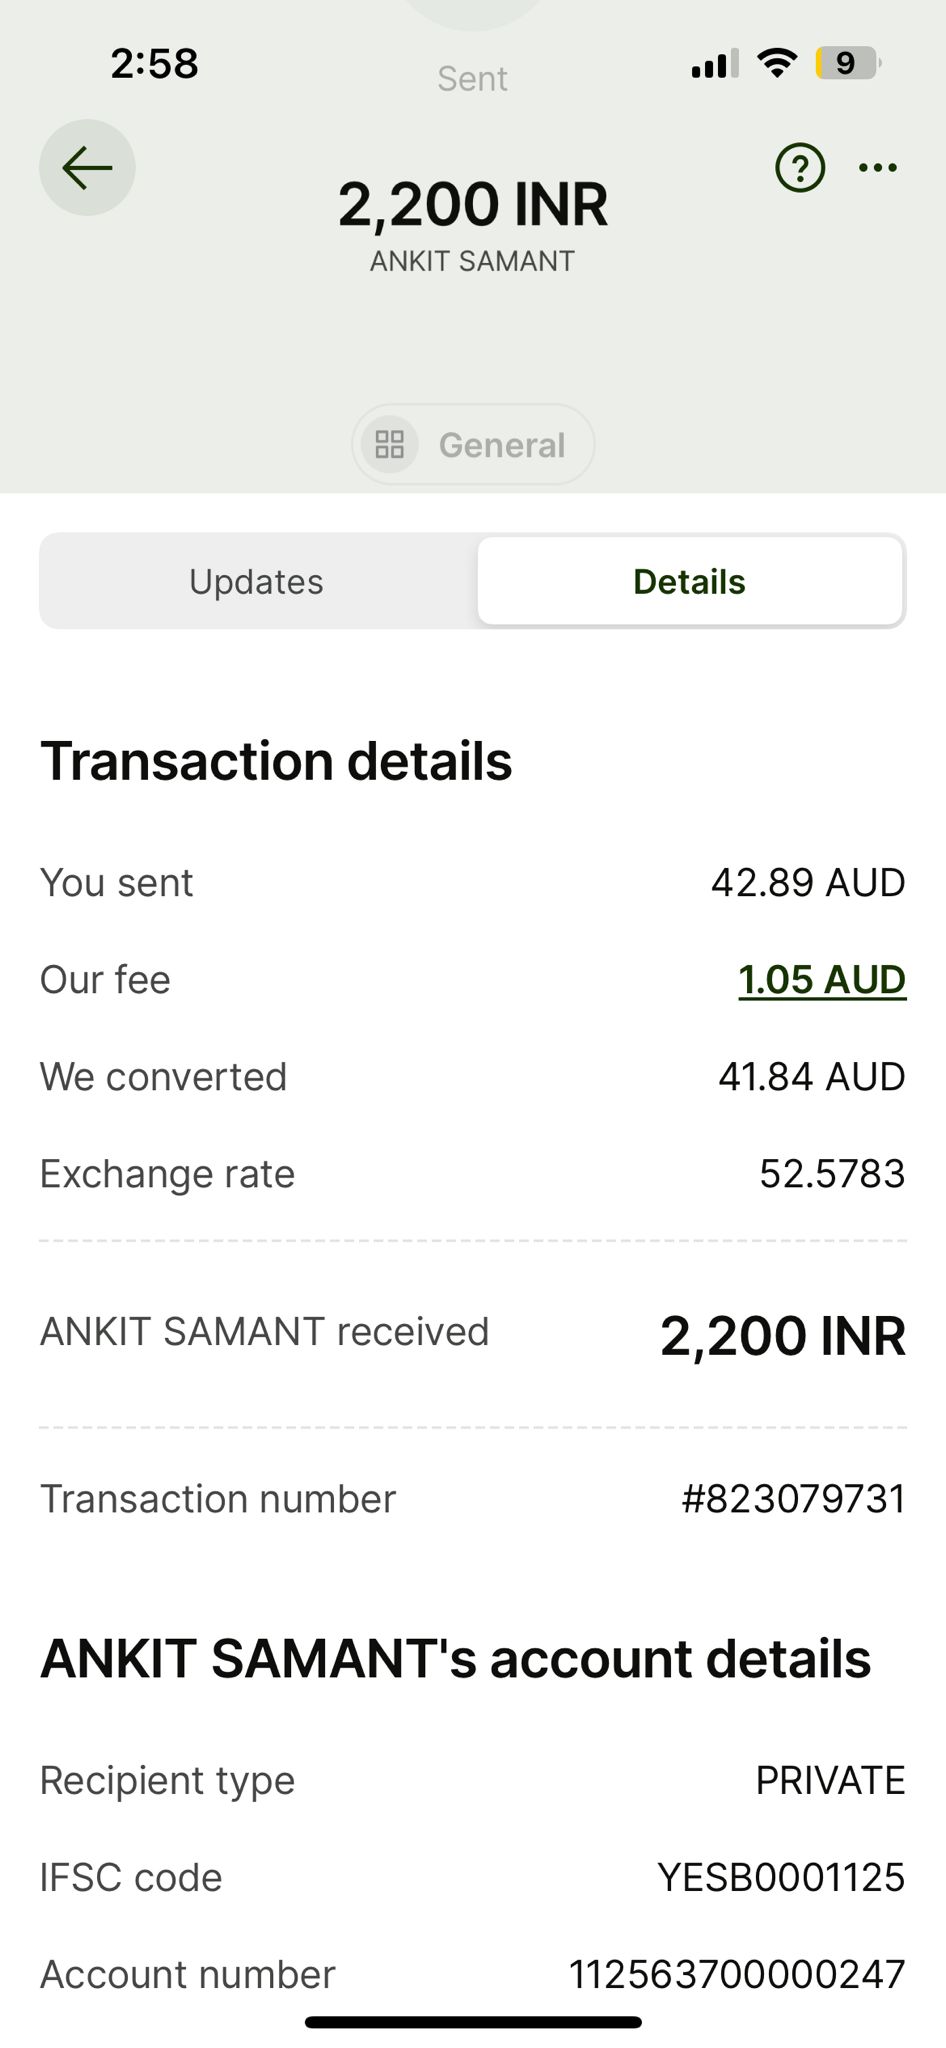 2:58
9
Sent
2,200 INR
ANKIT SAMANT
General
Updates
Details
Transaction details
You sent 42.89 AUD
Our fee 1.05 AUD
We converted 41.84 AUD
Exchange rate 52.5783
ANKIT SAMANT received 2,200 INR
Transaction number #823079731
ANKIT SAMANT's account details
Recipient type PRIVATE
IFSC code YESB0001125
Account number 112563700000247